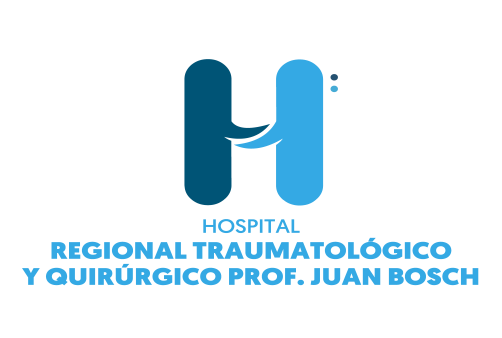 H
HOSPITAL
REGIONAL TRAUMATOLÓGICO
Y QUIRÚRGICO PROF. JUAN BOSCH